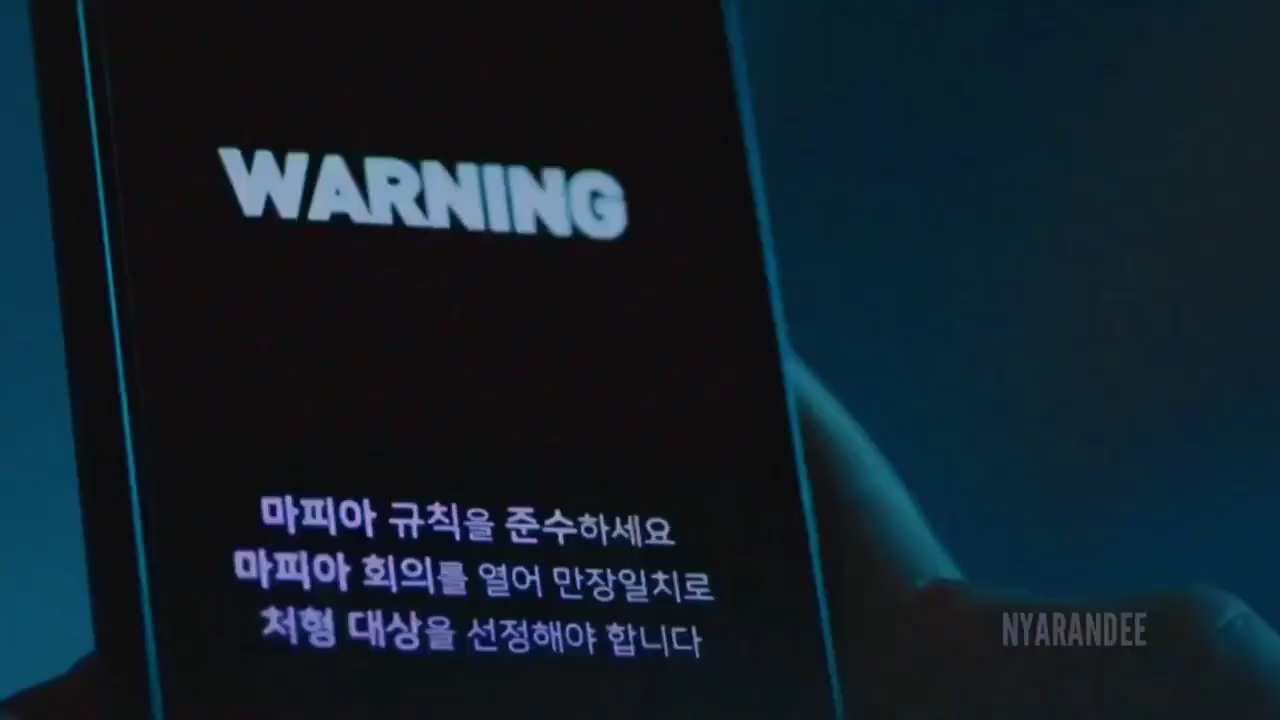 WARNING
마피아 규칙을 준수하세요
마피아 회의를 열어 만장일치로
처형 대상을 선정해야 합니다
NYARANDEE